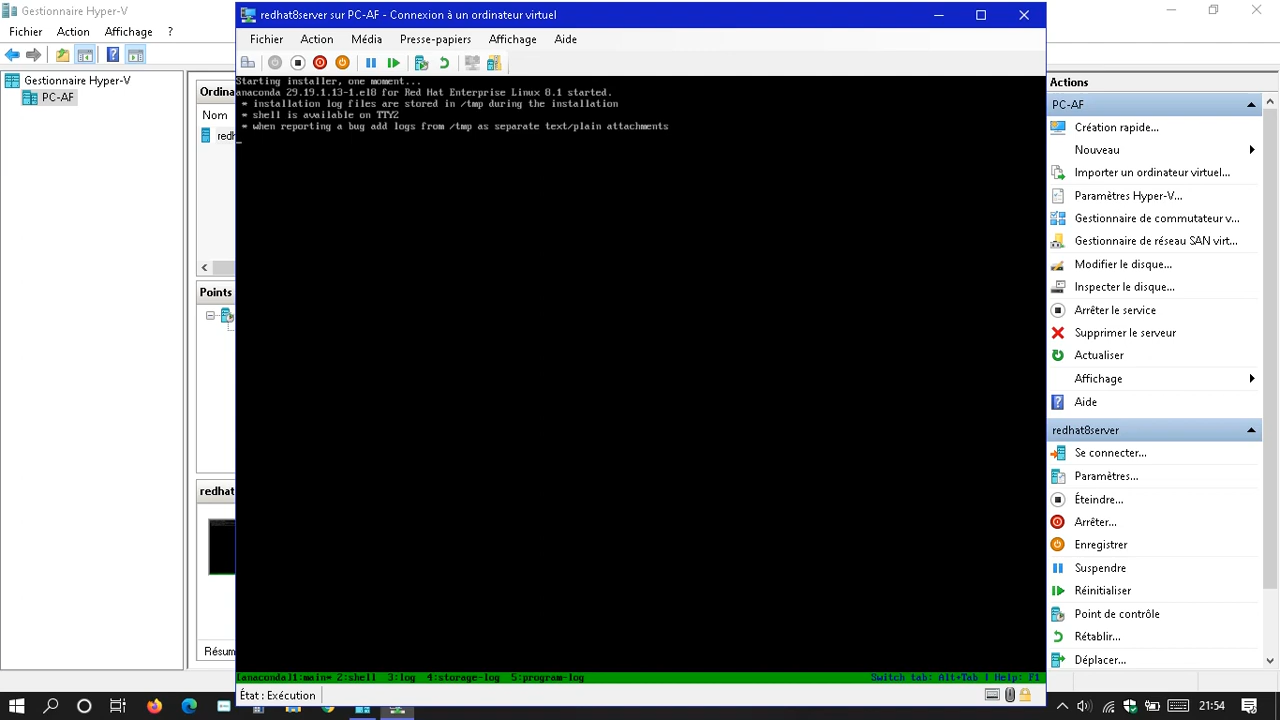 Gestionnaire Hyper-V
Fichier Action Affichage ?
Gestionnaire Hyper-V
PC-AF
Ordina
Nom
redh
Points
redhat
Résum
redhat8server sur PC-AF - Connexion à un ordinateur virtuel
Fichier Action Média Presse-papiers Affichage Aide
Starting installer, one moment...
anaconda 29.19.1.13-1.el8 for Red Hat Enterprise Linux 8.1 started.
* installation log files are stored in /tmp during the installation
* shell is available on TTY2
* when reporting a bug add logs from /tmp as separate text/plain attachments
[anaconda]1:main* 2:shell 3:log 4:storage-log 5:program-log Switch tab: Alt+Tab | Help: F1
État : Exécution
Actions
PC-AF
Création rapide...
Nouveau
Importer un ordinateur virtuel...
Paramètres Hyper-V...
Gestionnaire de commutateur v...
Gestionnaire de réseau SAN virt...
Modifier le disque...
Inspecter le disque...
Arrêter le service
Supprimer le serveur
Actualiser
Affichage
Aide
redhat8server
Se connecter...
Paramètres...
Éteindre...
Arrêter...
Enregistrer
Suspendre
Réinitialiser
Point de contrôle
Rétablir...
Déplacer...
21:54